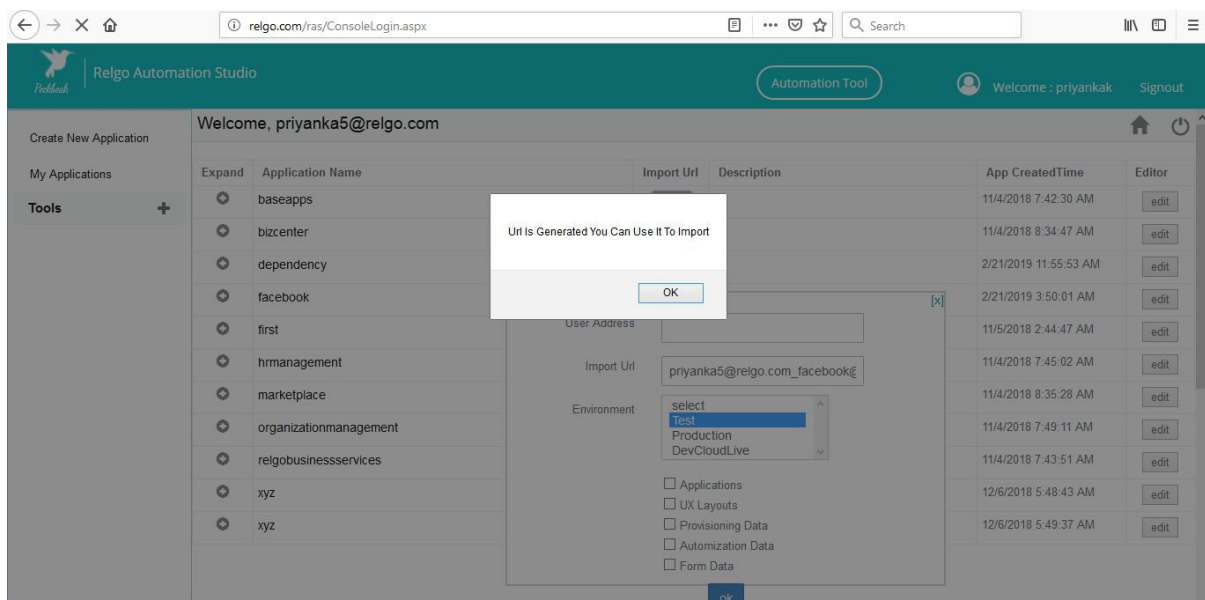 relgo.com/ras/ConsoleLogin.aspx
Search
Relgo Automation Studio
Automation Tool
Welcome : priyankak
Signout
Create New Application
My Applications
Tools
Welcome, priyanka5@relgo.com
Expand Application Name Import Url Description App CreatedTime Editor
baseapps 11/4/2018 7:42:30 AM edit
bizcenter 11/4/2018 8:34:47 AM edit
dependency 2/21/2019 11:55:53 AM edit
facebook 2/21/2019 3:50:01 AM edit
first 11/5/2018 2:44:47 AM edit
hrmanagement 11/4/2018 7:45:02 AM edit
marketplace 11/4/2018 8:35:28 AM edit
organizationmanagement 11/4/2018 7:49:11 AM edit
relgobusinessservices 11/4/2018 7:43:51 AM edit
xyz 12/6/2018 5:48:43 AM edit
xyz 12/6/2018 5:49:37 AM edit
Url Is Generated You Can Use It To Import
OK
[x]
User Address
Import Url priyanka5@relgo.com_facebook@
Environment
select
Test
Production
DevCloudLive
Applications
UX Layouts
Provisioning Data
Automization Data
Form Data
ok